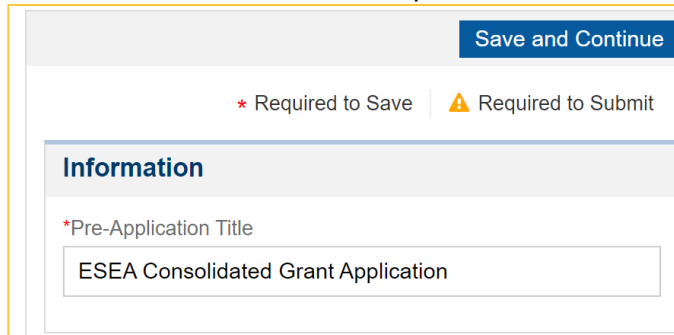 Save and Continue
* Required to Save Required to Submit
Information
*Pre-Application Title
ESEA Consolidated Grant Application